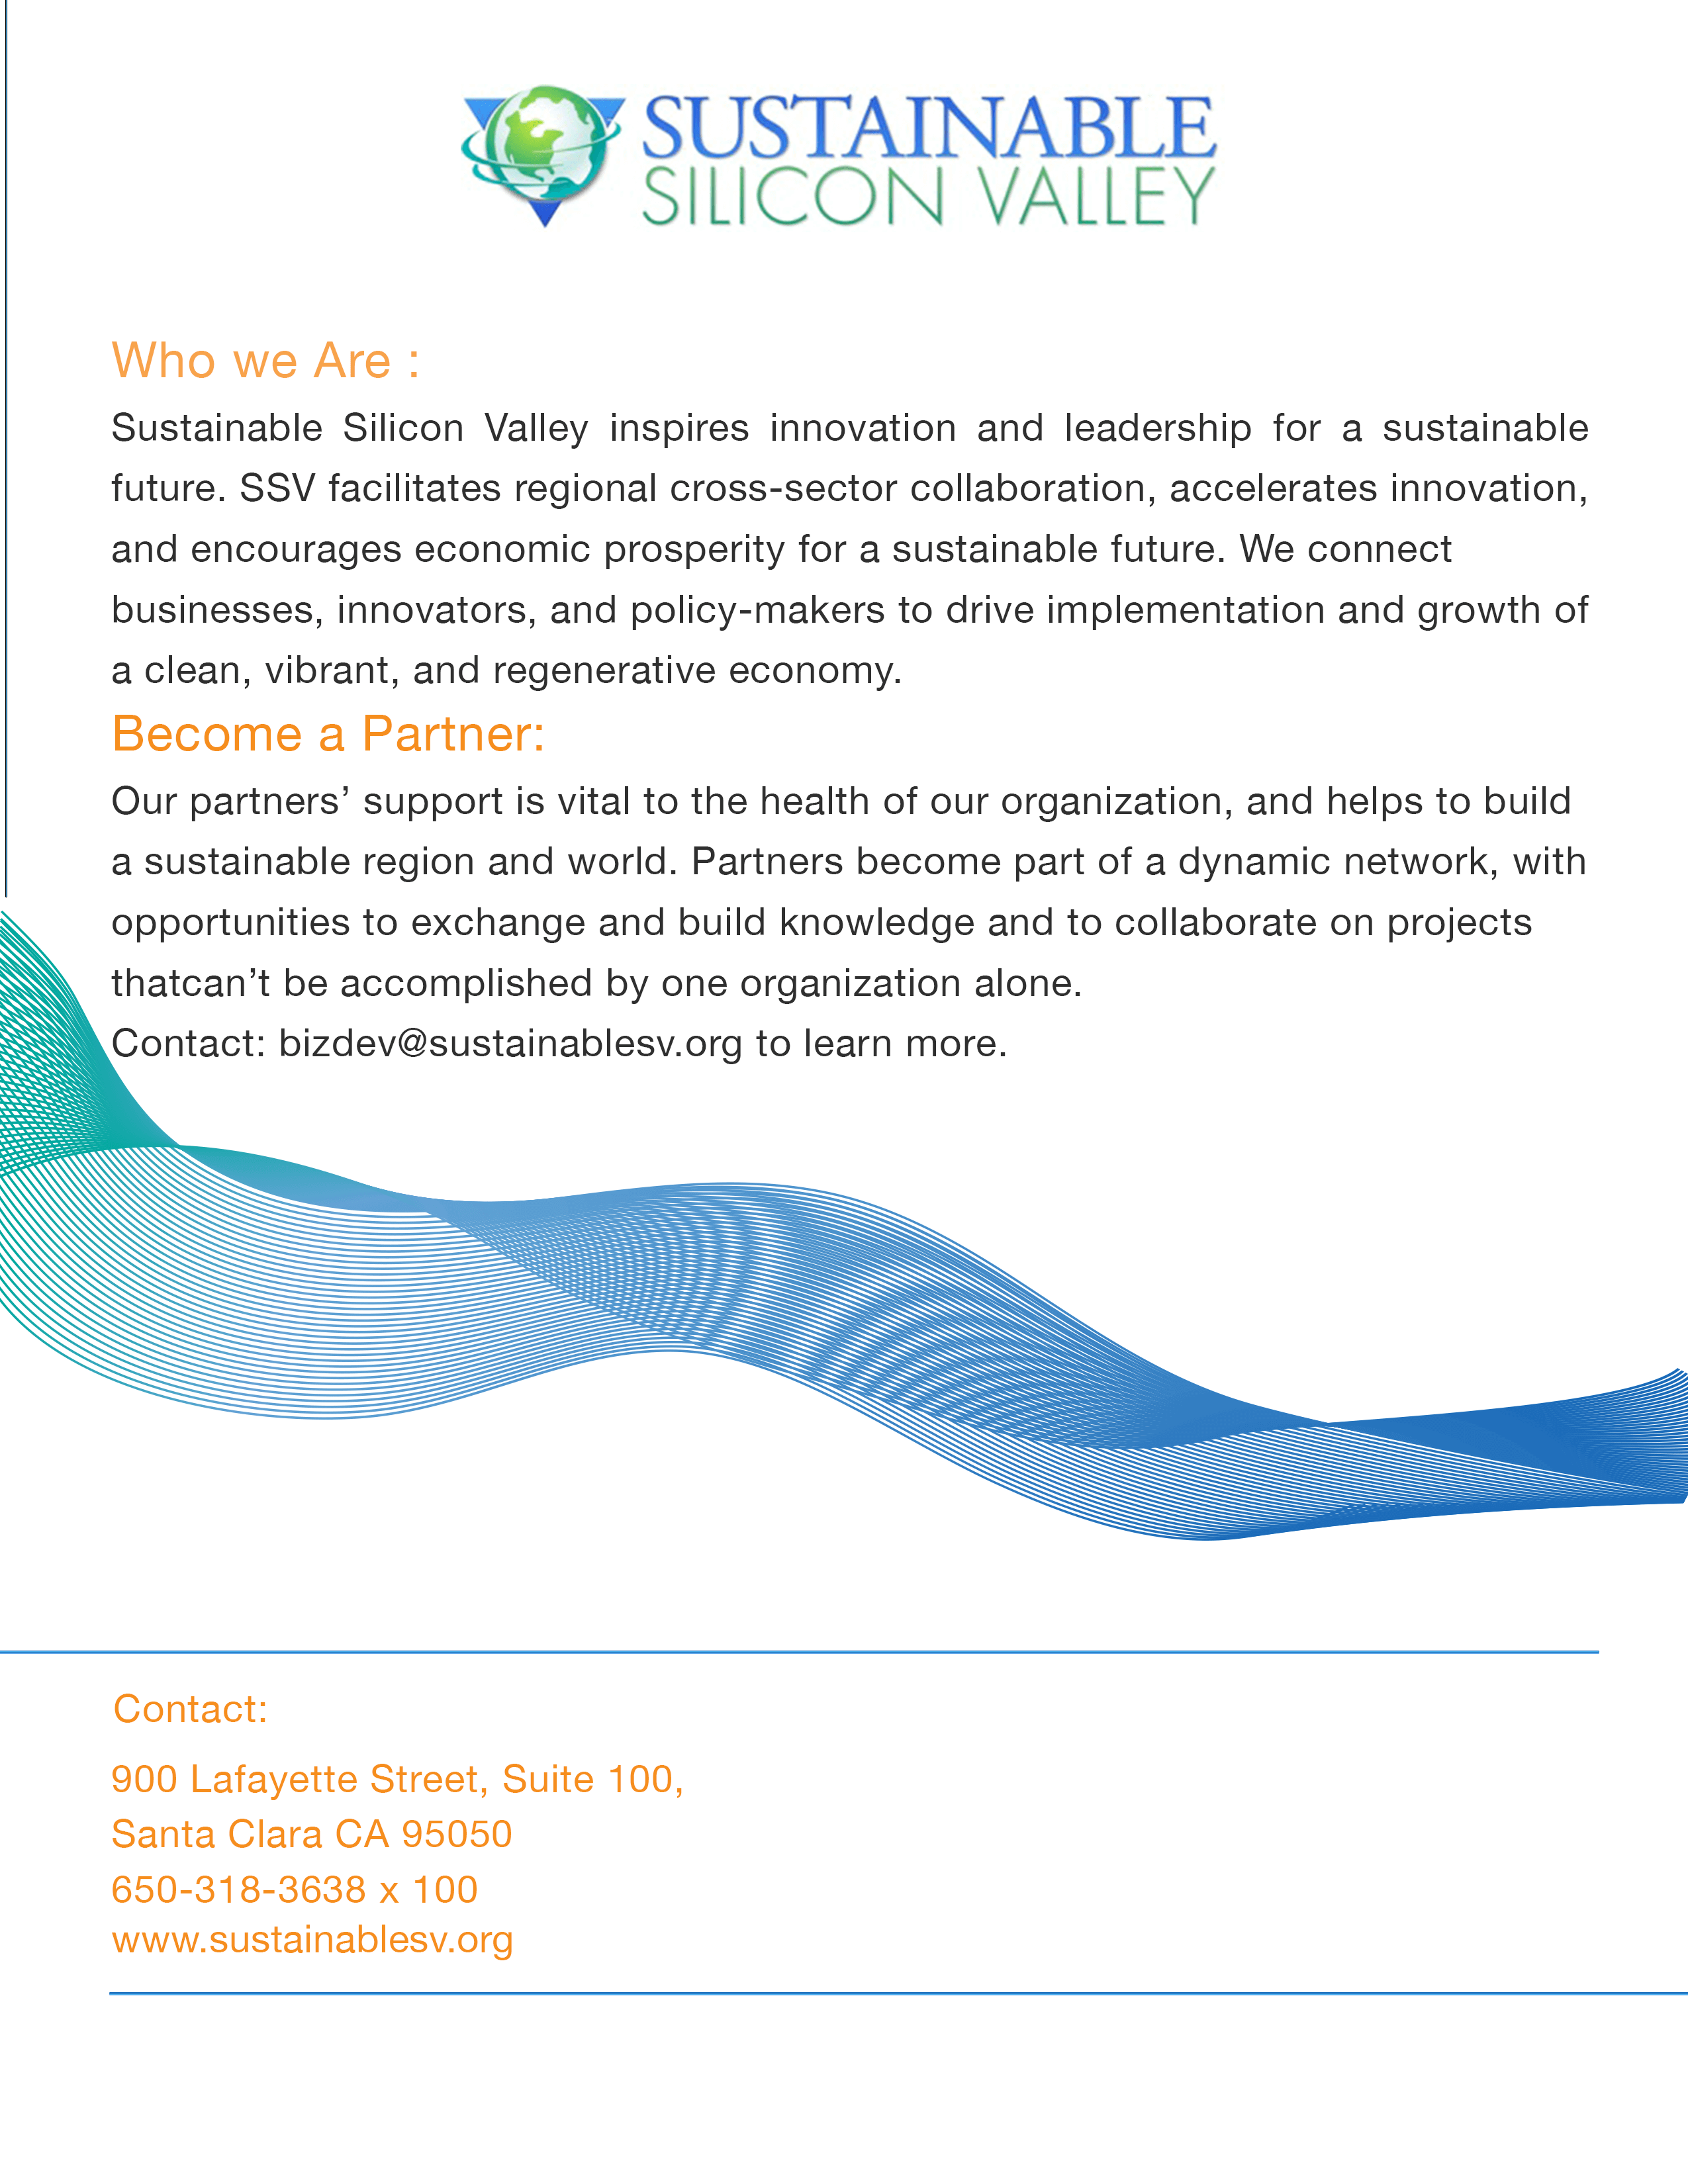 SUSTAINABLE
SILICON VALLEY
Who we Are :
Sustainable Silicon Valley inspires innovation and leadership for a sustainable
future. SSV facilitates regional cross-sector collaboration, accelerates innovation,
and encourages economic prosperity for a sustainable future. We connect
businesses, innovators, and policy-makers to drive implementation and growth of
a clean, vibrant, and regenerative economy.
Become a Partner:
Our partners’ support is vital to the health of our organization, and helps to build
a sustainable region and world. Partners become part of a dynamic network, with
opportunities to exchange and build knowledge and to collaborate on projects
thatcan’t be accomplished by one organization alone.
Contact: bizdev@sustainablesv.org to learn more.
Contact:
900 Lafayette Street, Suite 100,
Santa Clara CA 95050
650-318-3638 x 100
www.sustainablesv.org